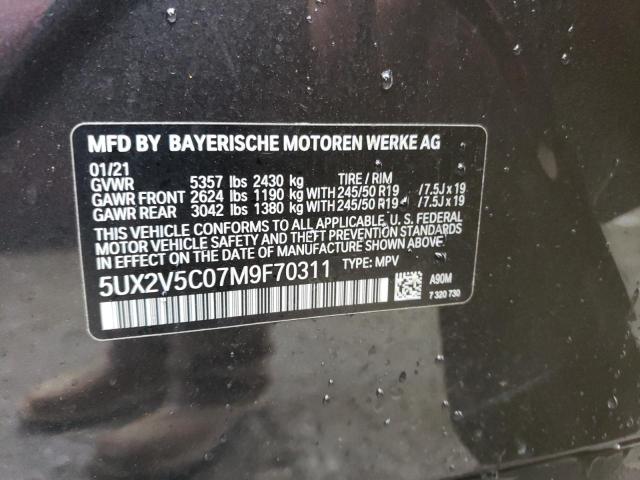 MFD BY BAYERISCHE MOTOREN WERKE AG
01/21
GVWR 5357 lbs 2430 kg TIRE / RIM
GAWR FRONT 2624 lbs 1190 kg WITH 245/50 R19 / 7.5J x 19
GAWR REAR 3042 lbs 1380 kg WITH 245/50 R19 / 7.5J x 19
THIS VEHICLE CONFORMS TO ALL APPLICABLE, U. S. FEDERAL
MOTOR VEHICLE SAFETY AND BUMPER STANDARDS
IN EFFECT ON THE DATE OF MANUFACTURE SHOWN ABOVE.
5UX2V5C07M9F70311 TYPE: MPV
A90M
7 320 730